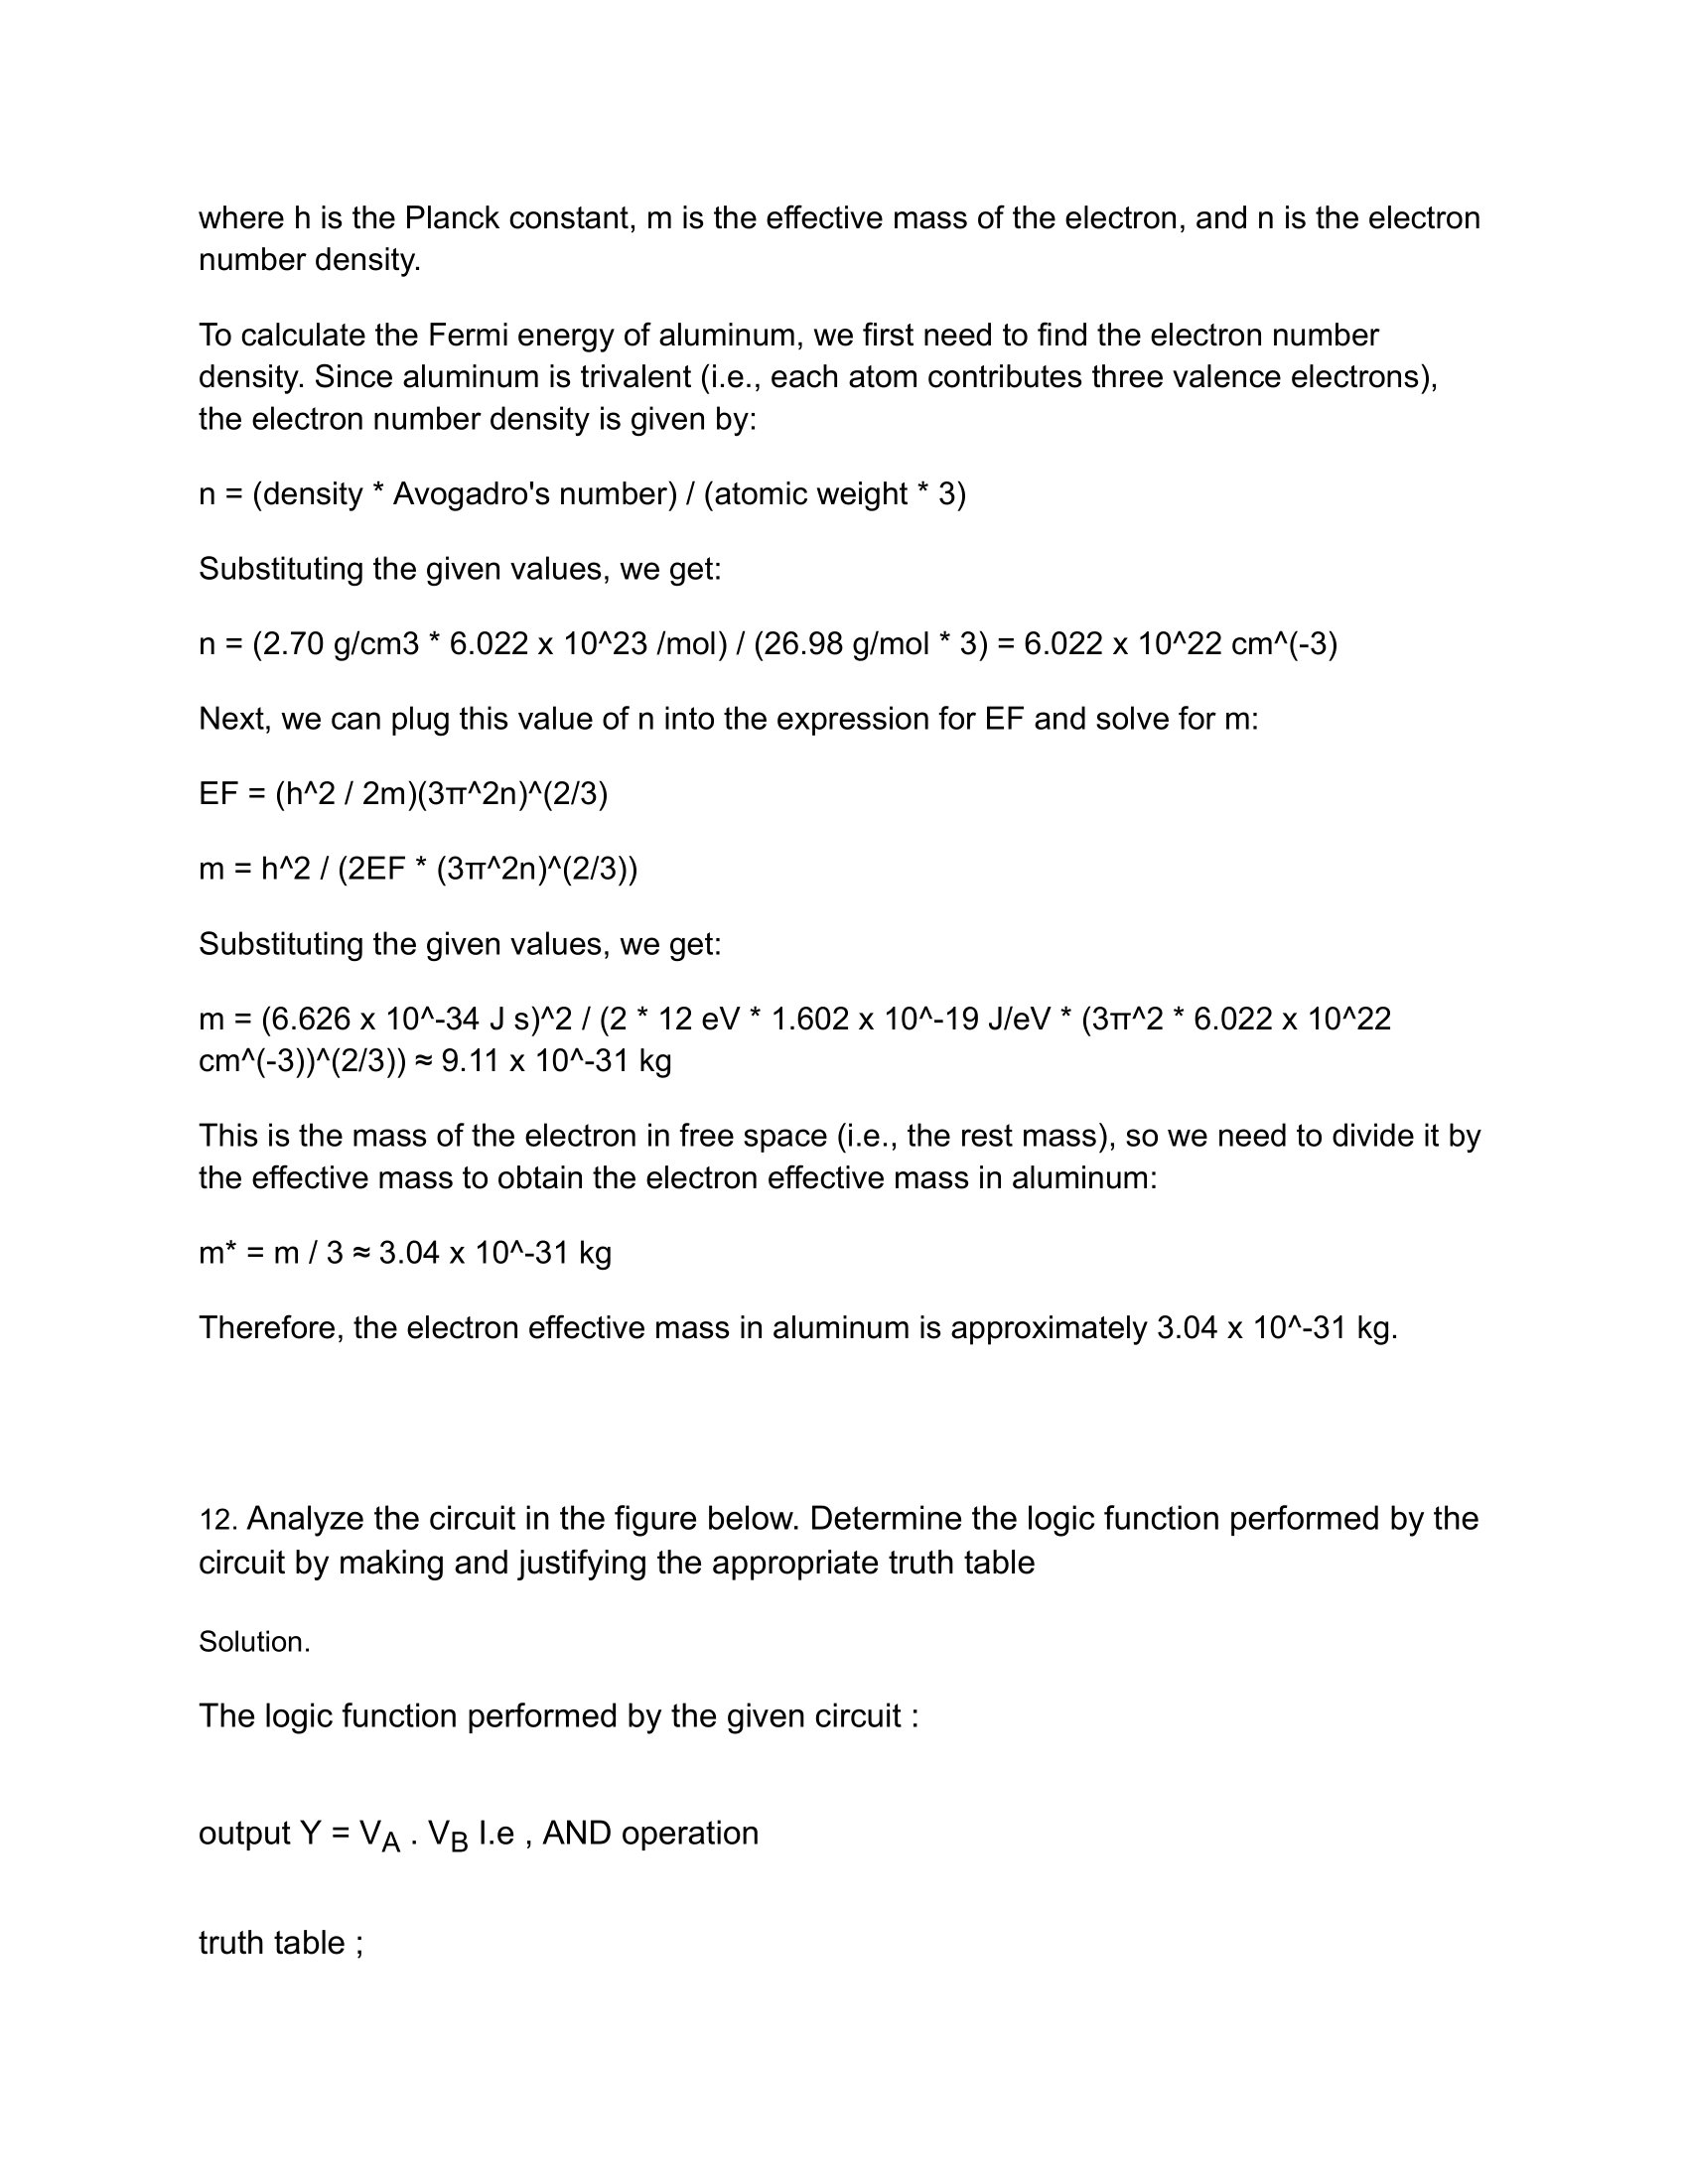 where h is the Planck constant, m is the effective mass of the electron, and n is the electron
number density.
To calculate the Fermi energy of aluminum, we first need to find the electron number
density. Since aluminum is trivalent (i.e., each atom contributes three valence electrons),
the electron number density is given by:
n = (density * Avogadro's number) / (atomic weight * 3)
Substituting the given values, we get:
n = (2.70 g/cm3 * 6.022 x 10^23 /mol) / (26.98 g/mol * 3) = 6.022 x 10^22 cm^(-3)
Next, we can plug this value of n into the expression for EF and solve for m:
EF = (h^2 / 2m)(3π^2n)^(2/3)
m = h^2 / (2EF * (3π^2n)^(2/3))
Substituting the given values, we get:
m = (6.626 x 10^-34 J s)^2 / (2 * 12 eV * 1.602 x 10^-19 J/eV * (3π^2 * 6.022 x 10^22
cm^(-3))^(2/3)) ≈ 9.11 x 10^-31 kg
This is the mass of the electron in free space (i.e., the rest mass), so we need to divide it by
the effective mass to obtain the electron effective mass in aluminum:
m* = m / 3 ≈ 3.04 x 10^-31 kg
Therefore, the electron effective mass in aluminum is approximately 3.04 x 10^-31 kg.
12. Analyze the circuit in the figure below. Determine the logic function performed by the
circuit by making and justifying the appropriate truth table
Solution.
The logic function performed by the given circuit :
output Y = VA . VB I.e , AND operation
truth table ;